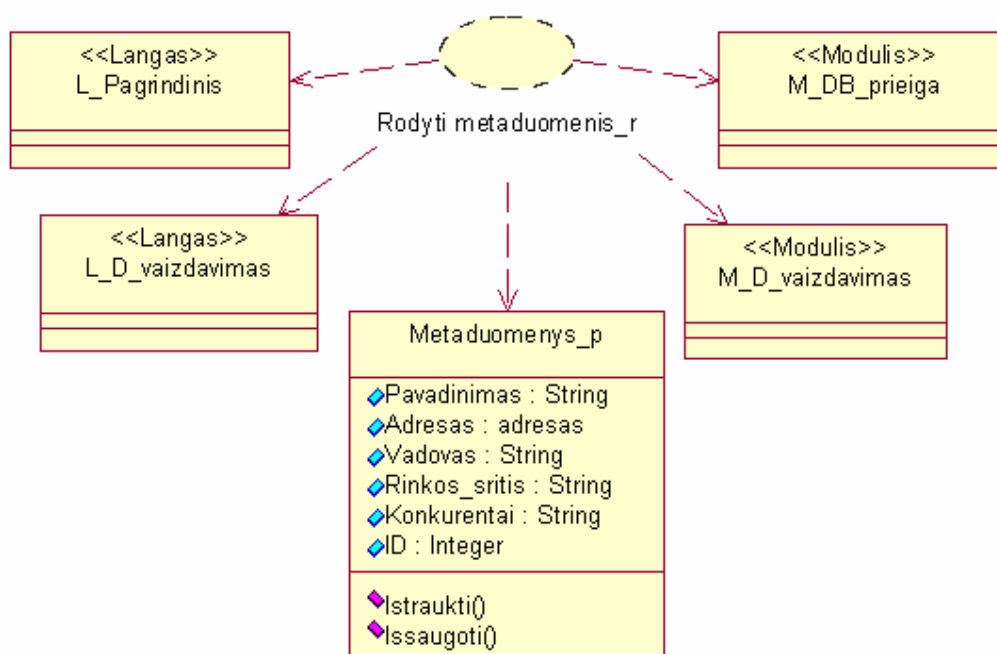 <<Langas>>
L_Pagrindinis
<<Modulis>>
M_DB_prieiga
Rodyti metaduomenis_r
<<Langas>>
L_D_vaizdavimas
<<Modulis>>
M_D_vaizdavimas
Metaduomenys_p
Pavadinimas : String
Adresas : adresas
Vadovas : String
Rinkos_sritis : String
Konkurentai : String
ID : Integer
Istraukti()
Issaugoti()